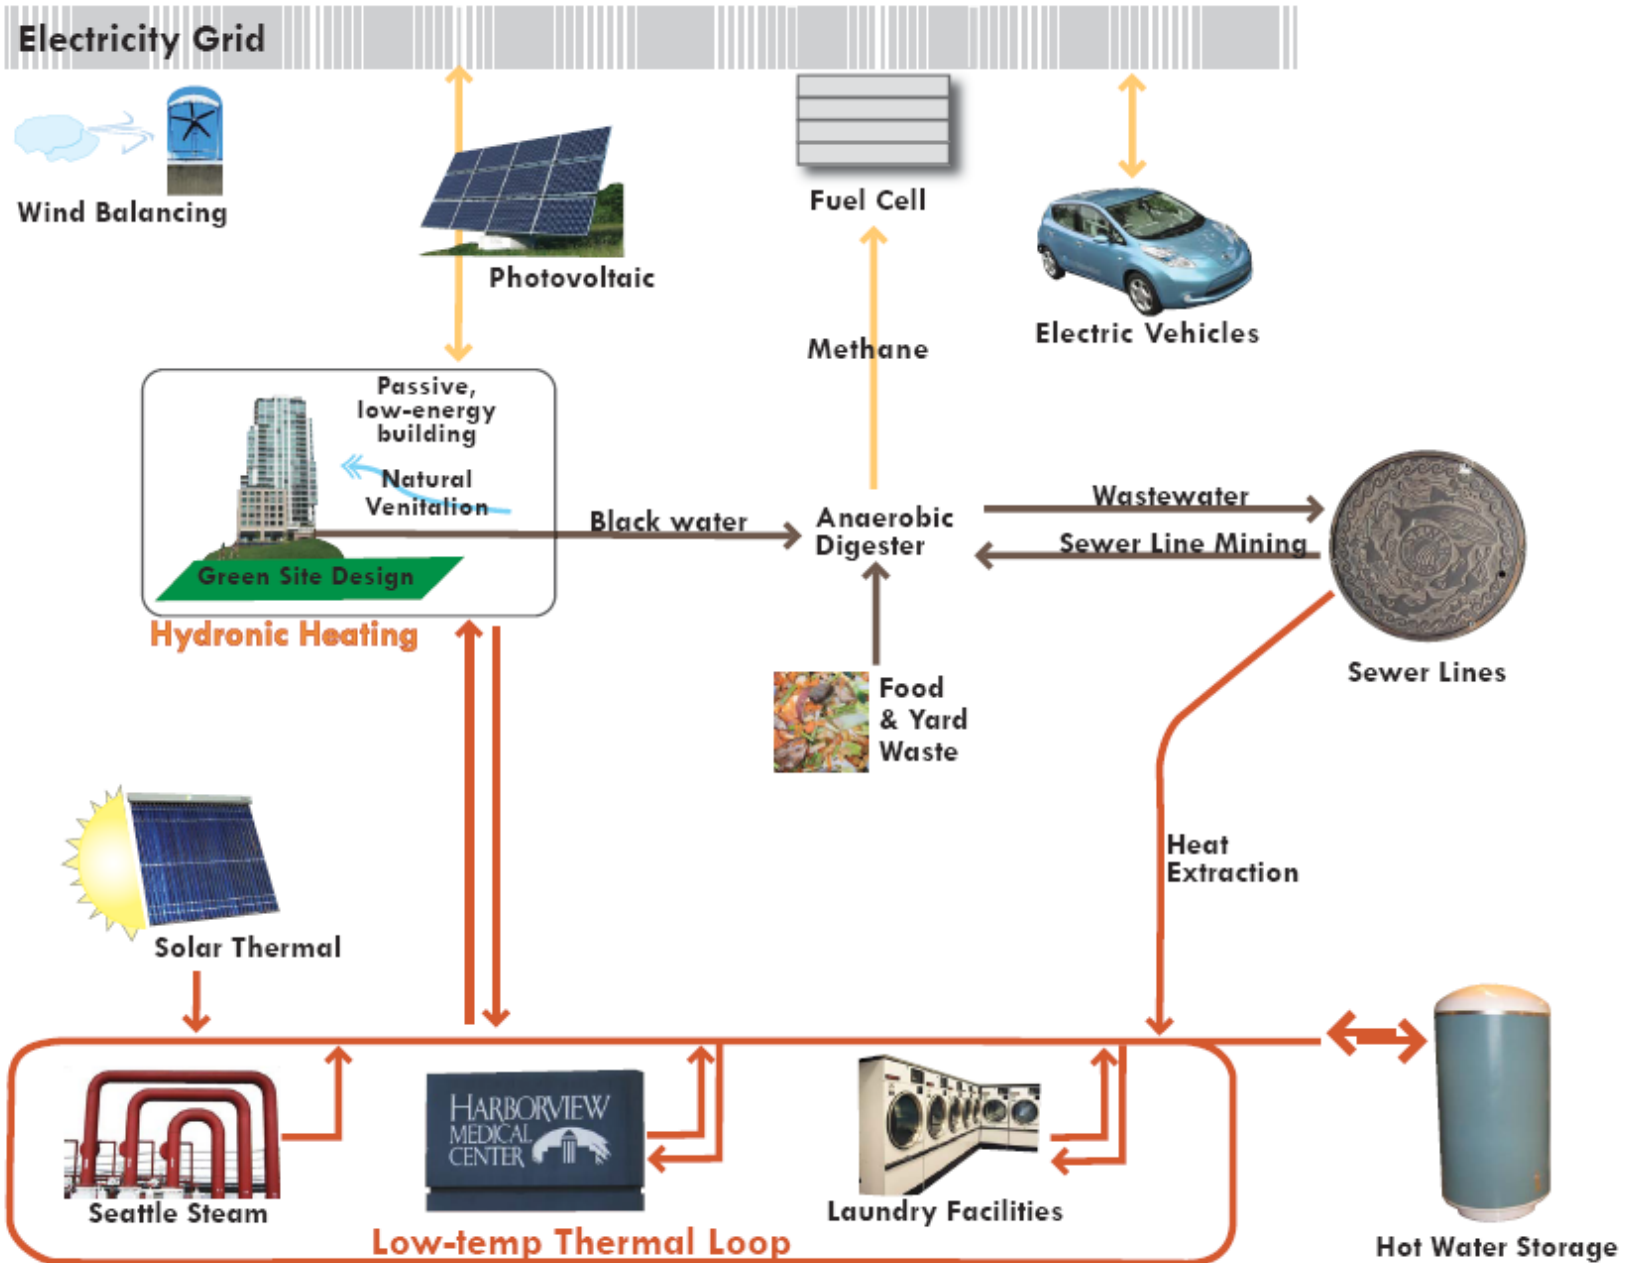 Electricity Grid
Wind Balancing
Photovoltaic
Fuel Cell
Electric Vehicles
Methane
Passive,
low-energy
building
Natural
Venitalion
Green Site Design
Hydronic Heating
Black water
Anaerobic
Digester
Wastewater
Sewer Line Mining
Sewer Lines
Food
& Yard
Waste
Heat
Extraction
Solar Thermal
Seattle Steam
HARBORVIEW
MEDICAL
CENTER
Laundry Facilities
Low-temp Thermal Loop
Hot Water Storage